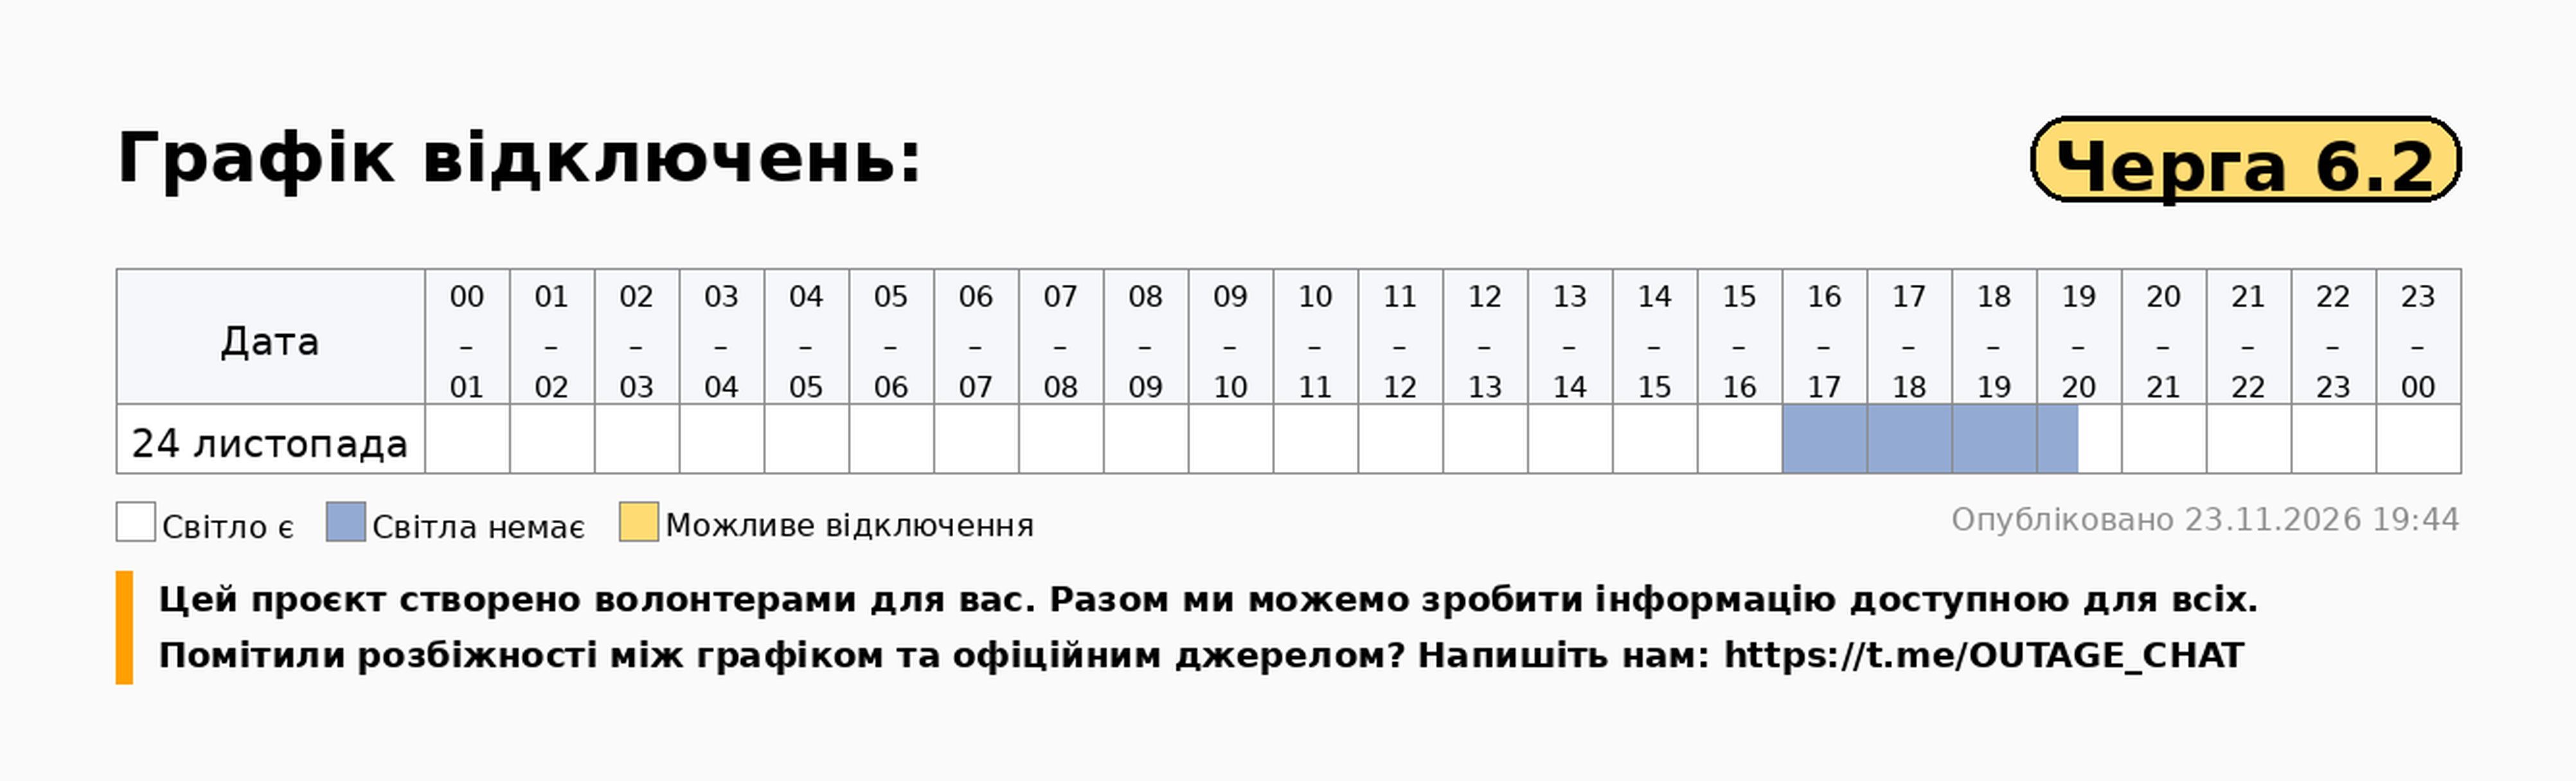 Графік відключень:
Черга 6.2
Дата
00 – 01
01 – 02
02 – 03
03 – 04
04 – 05
05 – 06
06 – 07
07 – 08
08 – 09
09 – 10
10 – 11
11 – 12
12 – 13
13 – 14
14 – 15
15 – 16
16 – 17
17 – 18
18 – 19
19 – 20
20 – 21
21 – 22
22 – 23
23 – 00
24 листопада
Світло є
Світла немає
Можливе відключення
Опубліковано 23.11.2026 19:44
Цей проєкт створено волонтерами для вас. Разом ми можемо зробити інформацію доступною для всіх.
Помітили розбіжності між графіком та офіційним джерелом? Напишіть нам: https://t.me/OUTAGE_CHAT